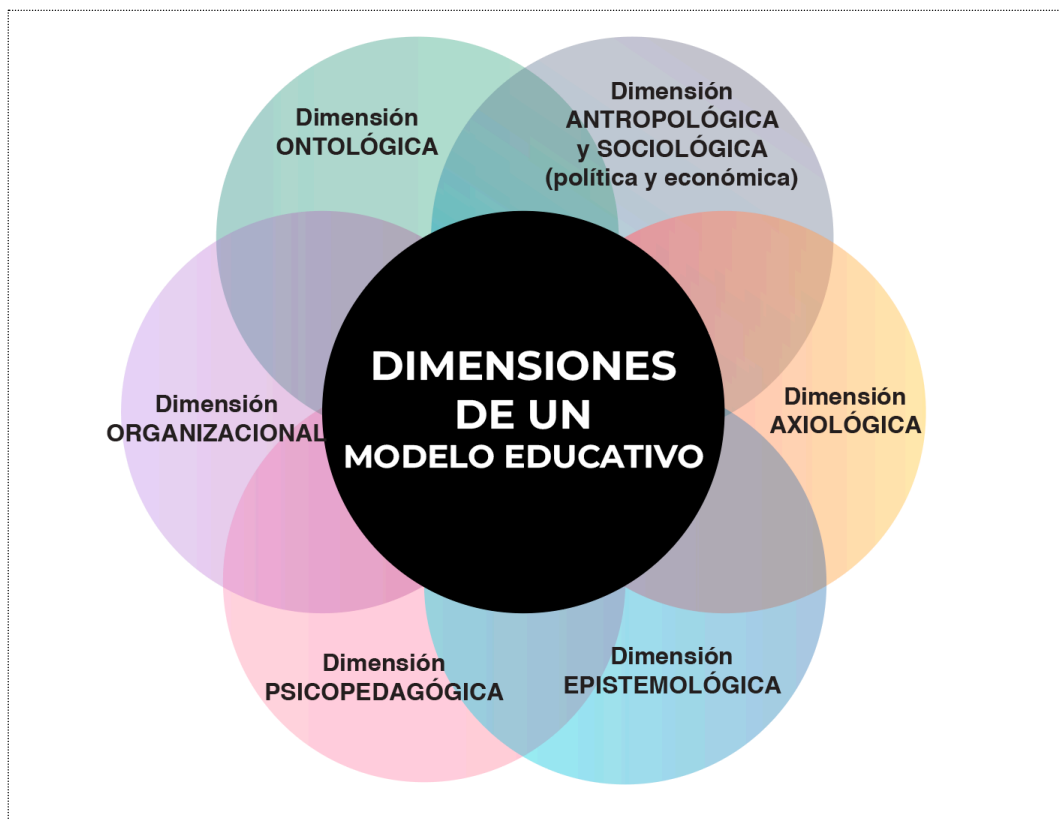 Dimensión
ONTOLÓGICA
Dimensión
ANTROPOLÓGICA
y SOCIOLÓGICA
(política y económica)
Dimensión
ORGANIZACIONAL
DIMENSIONES
DE UN
MODELO EDUCATIVO
Dimensión
AXIOLÓGICA
Dimensión
PSICOPEDAGÓGICA
Dimensión
EPISTEMOLÓGICA